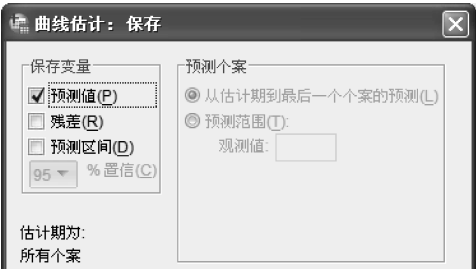 曲线估计：保存
保存变量
预测值(P)
残差(R)
预测区间(D)
95 % 置信(C)
预测个案
从估计期到最后一个个案的预测(L)
预测范围(T):
观测值:
估计期为:
所有个案